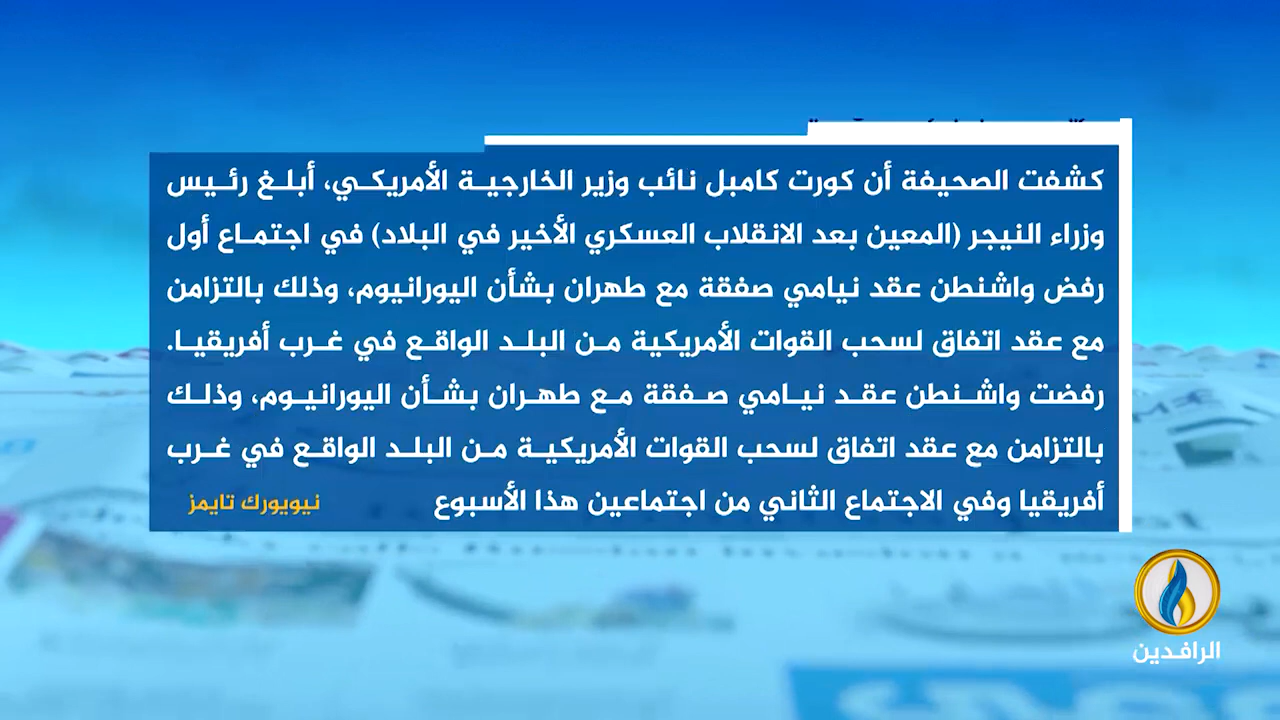 كشفت الصحيفة أن كورت كامبل نائب وزير الخارجية الأمريكي، أبلغ رئيس
وزراء النيجر (المعين بعد الانقلاب العسكري الأخير في البلاد) في اجتماع أول
رفض واشنطن عقد نيامي صفقة مع طهران بشأن اليورانيوم، وذلك بالتزامن
مع عقد اتفاق لسحب القوات الأمريكية من البلد الواقع في غرب أفريقيا.
رفضت واشنطن عقد نيامي صفقة مع طهران بشأن اليورانيوم، وذلك
بالتزامن مع عقد اتفاق لسحب القوات الأمريكية من البلد الواقع في غرب
أفريقيا وفي الاجتماع الثاني من اجتماعين هذا الأسبوع
نيويورك تايمز
الرافدين